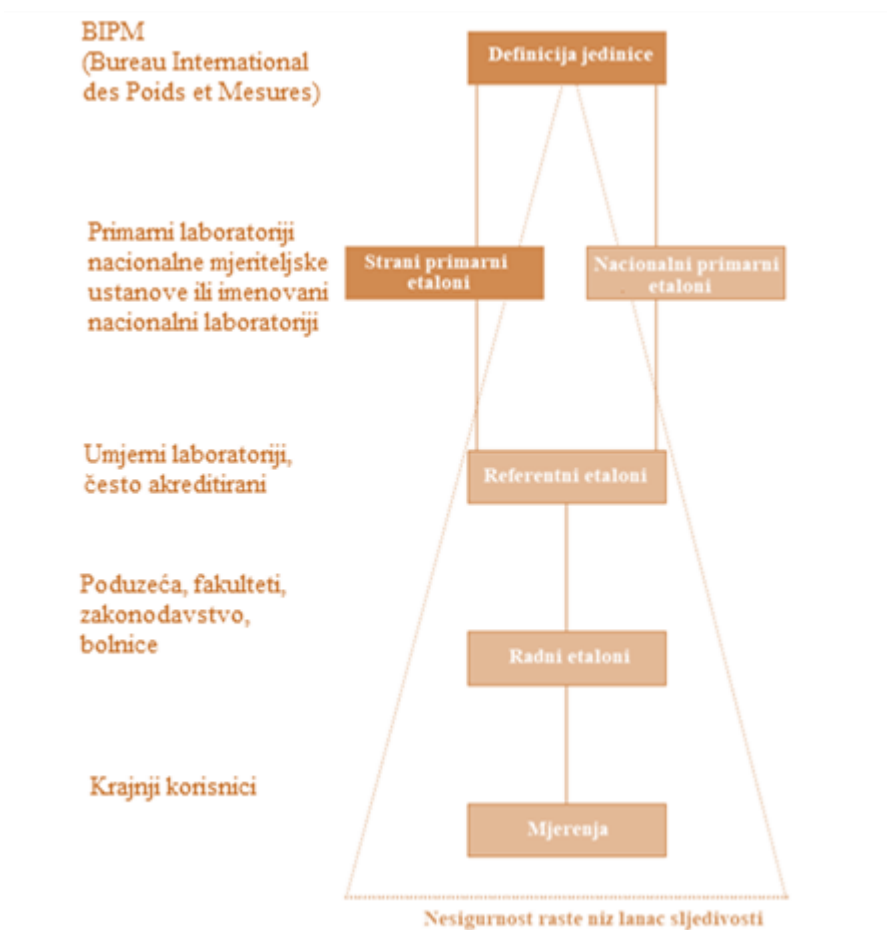 BIPM
(Bureau International
des Poids et Mesures)
Definicija jedinice
Primarni laboratoriji
nacionalne mjeriteljske
ustanove ili imenovani
nacionalni laboratoriji
Strani primarni
etaloni
Nacionalni primarni
etaloni
Umjerni laboratoriji,
često akreditirani
Referentni etaloni
Poduzeća, fakulteti,
zakonodavstvo,
bolnice
Radni etaloni
Krajnji korisnici
Mjerenja
Nesigurnost raste niz lanac sljedivosti